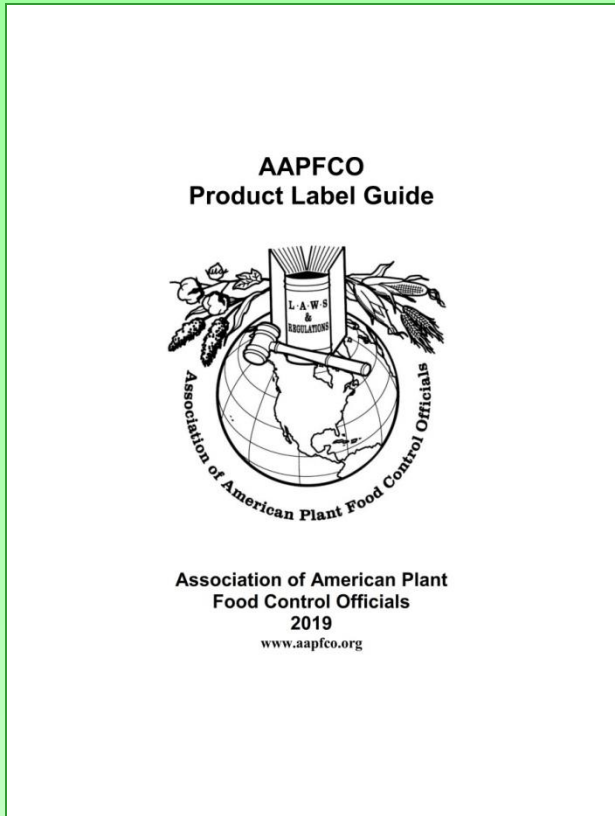 AAPFCO
Product Label Guide
L·A·W·S
&
REGULATIONS
Association of American Plant Food Control Officials
Association of American Plant
Food Control Officials
2019
www.aapfco.org